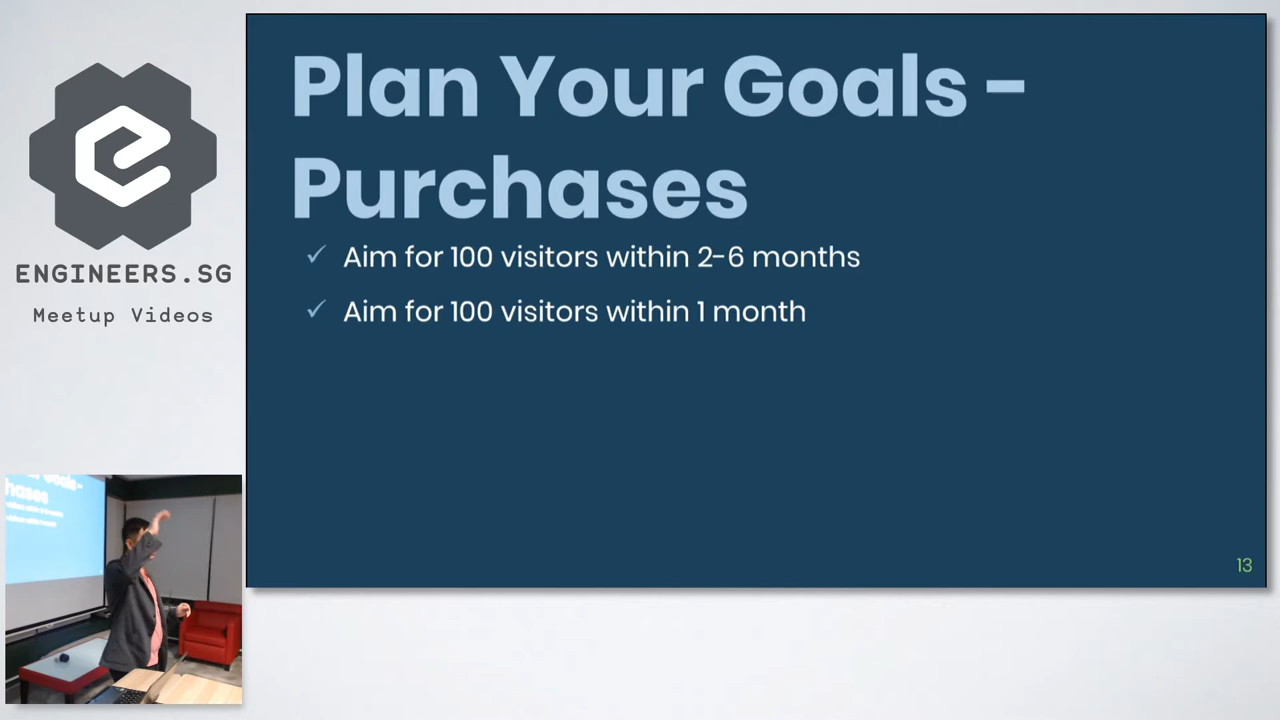 Plan Your Goals -
Purchases
✓ Aim for 100 visitors within 2-6 months
✓ Aim for 100 visitors within 1 month
13
ENGINEERS.SG
Meetup Videos